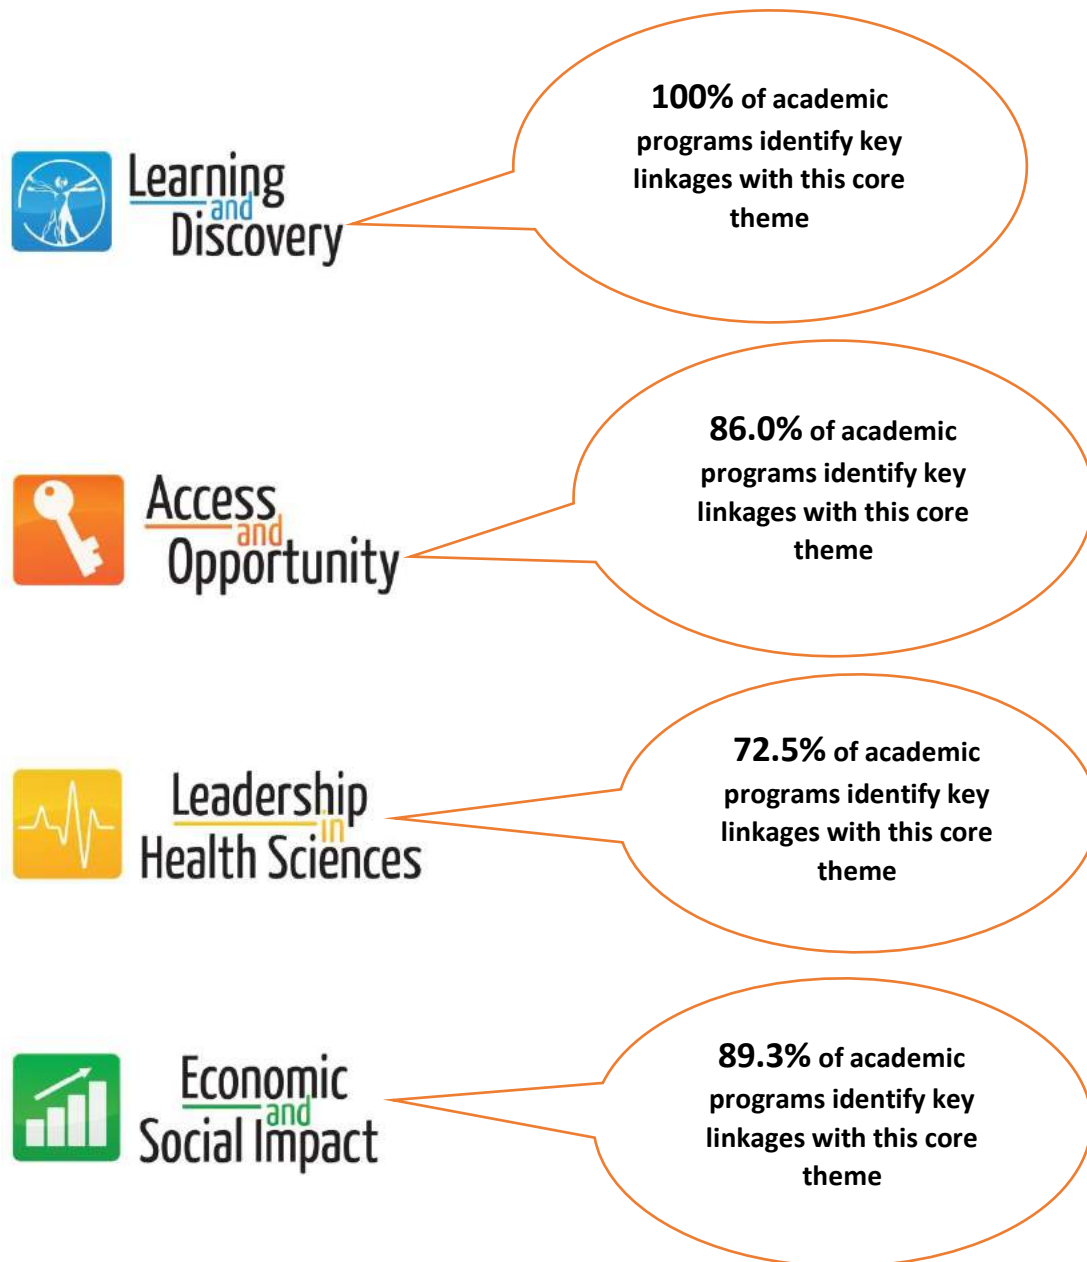 Learning
and
Discovery
100% of academic
programs identify key
linkages with this core
theme
Access
and
Opportunity
86.0% of academic
programs identify key
linkages with this core
theme
Leadership
in
Health Sciences
72.5% of academic
programs identify key
linkages with this core
theme
Economic
and
Social Impact
89.3% of academic
programs identify key
linkages with this core
theme